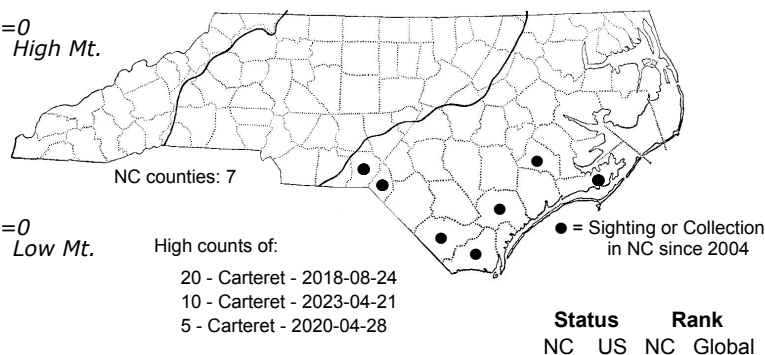 =0
High Mt.
NC counties: 7
=0
Low Mt.
High counts of:
20 - Carteret - 2018-08-24
10 - Carteret - 2023-04-21
5 - Carteret - 2020-04-28
● = Sighting or Collection
in NC since 2004
Status Rank
NC US NC Global